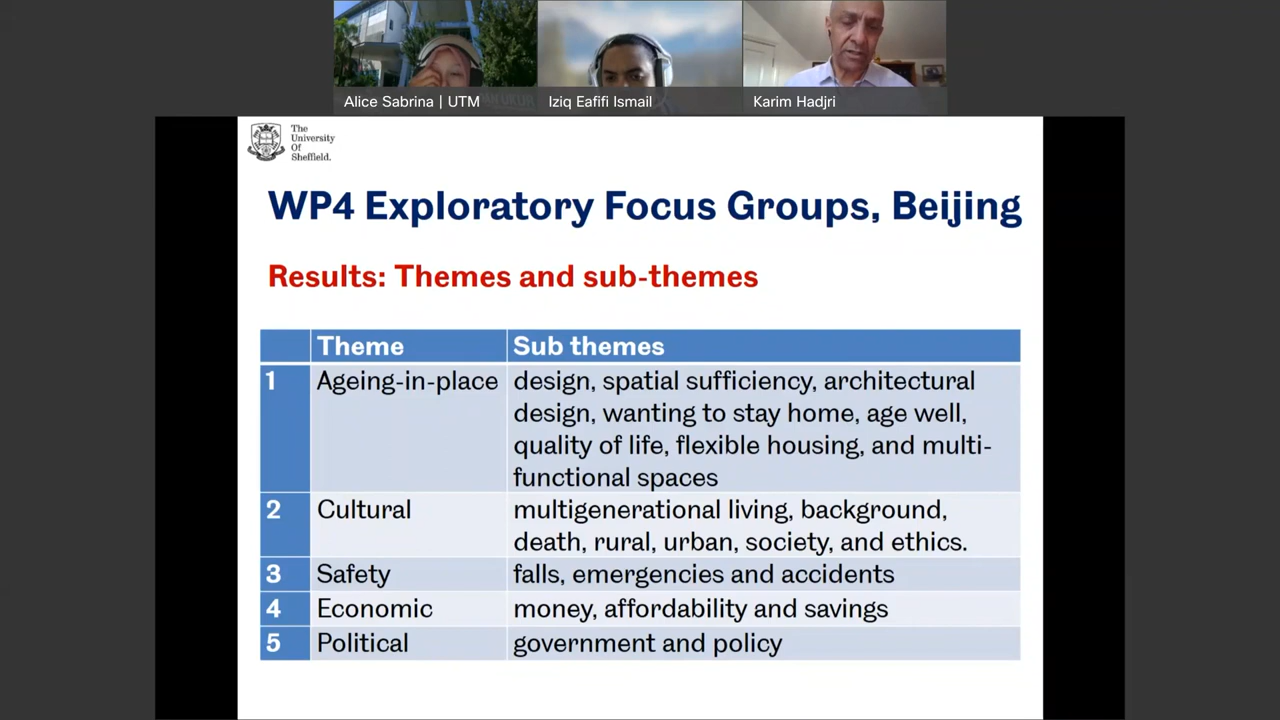 Alice Sabrina | UTM
Iziq Eafifi Ismail
Karim Hadjri
The
University
Of
Sheffield.
WP4 Exploratory Focus Groups, Beijing
Results: Themes and sub-themes
Theme Sub themes
1 Ageing-in-place design, spatial sufficiency, architectural
design, wanting to stay home, age well,
quality of life, flexible housing, and multi-
functional spaces
2 Cultural multigenerational living, background,
death, rural, urban, society, and ethics.
3 Safety falls, emergencies and accidents
4 Economic money, affordability and savings
5 Political government and policy